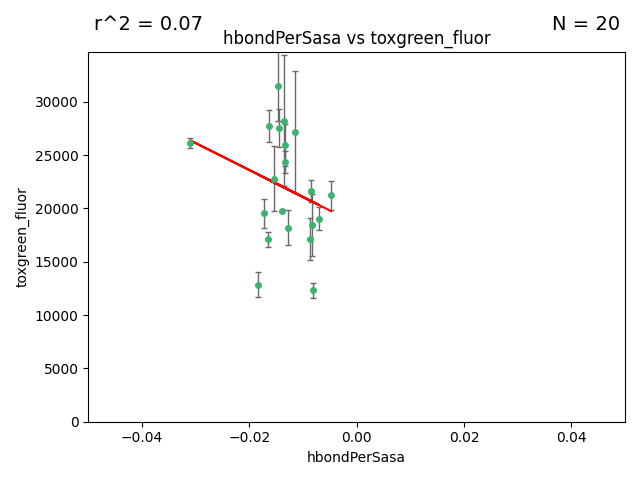 r^2 = 0.07
N = 20
hbondPerSasa vs toxgreen_fluor
30000
25000
20000
15000
10000
5000
0
toxgreen_fluor
−0.04
−0.02
0.00
0.02
0.04
hbondPerSasa